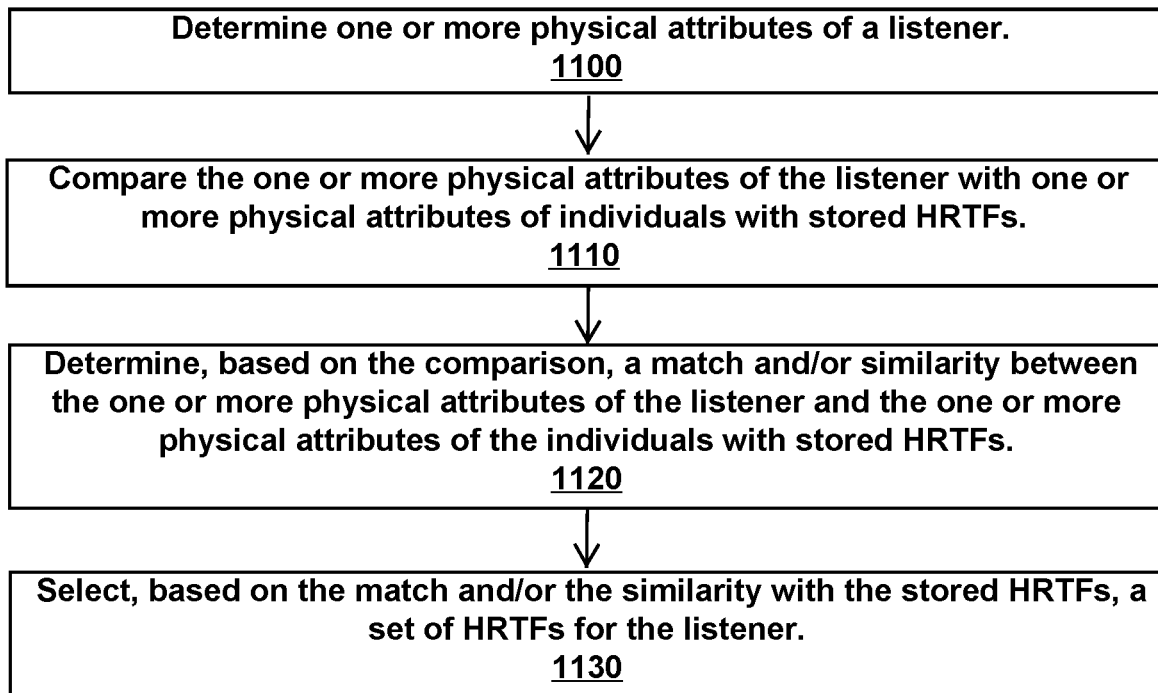 Determine one or more physical attributes of a listener.
1100
Compare the one or more physical attributes of the listener with one or
more physical attributes of individuals with stored HRTFs.
1110
Determine, based on the comparison, a match and/or similarity between
the one or more physical attributes of the listener and the one or more
physical attributes of the individuals with stored HRTFs.
1120
Select, based on the match and/or the similarity with the stored HRTFs, a
set of HRTFs for the listener.
1130